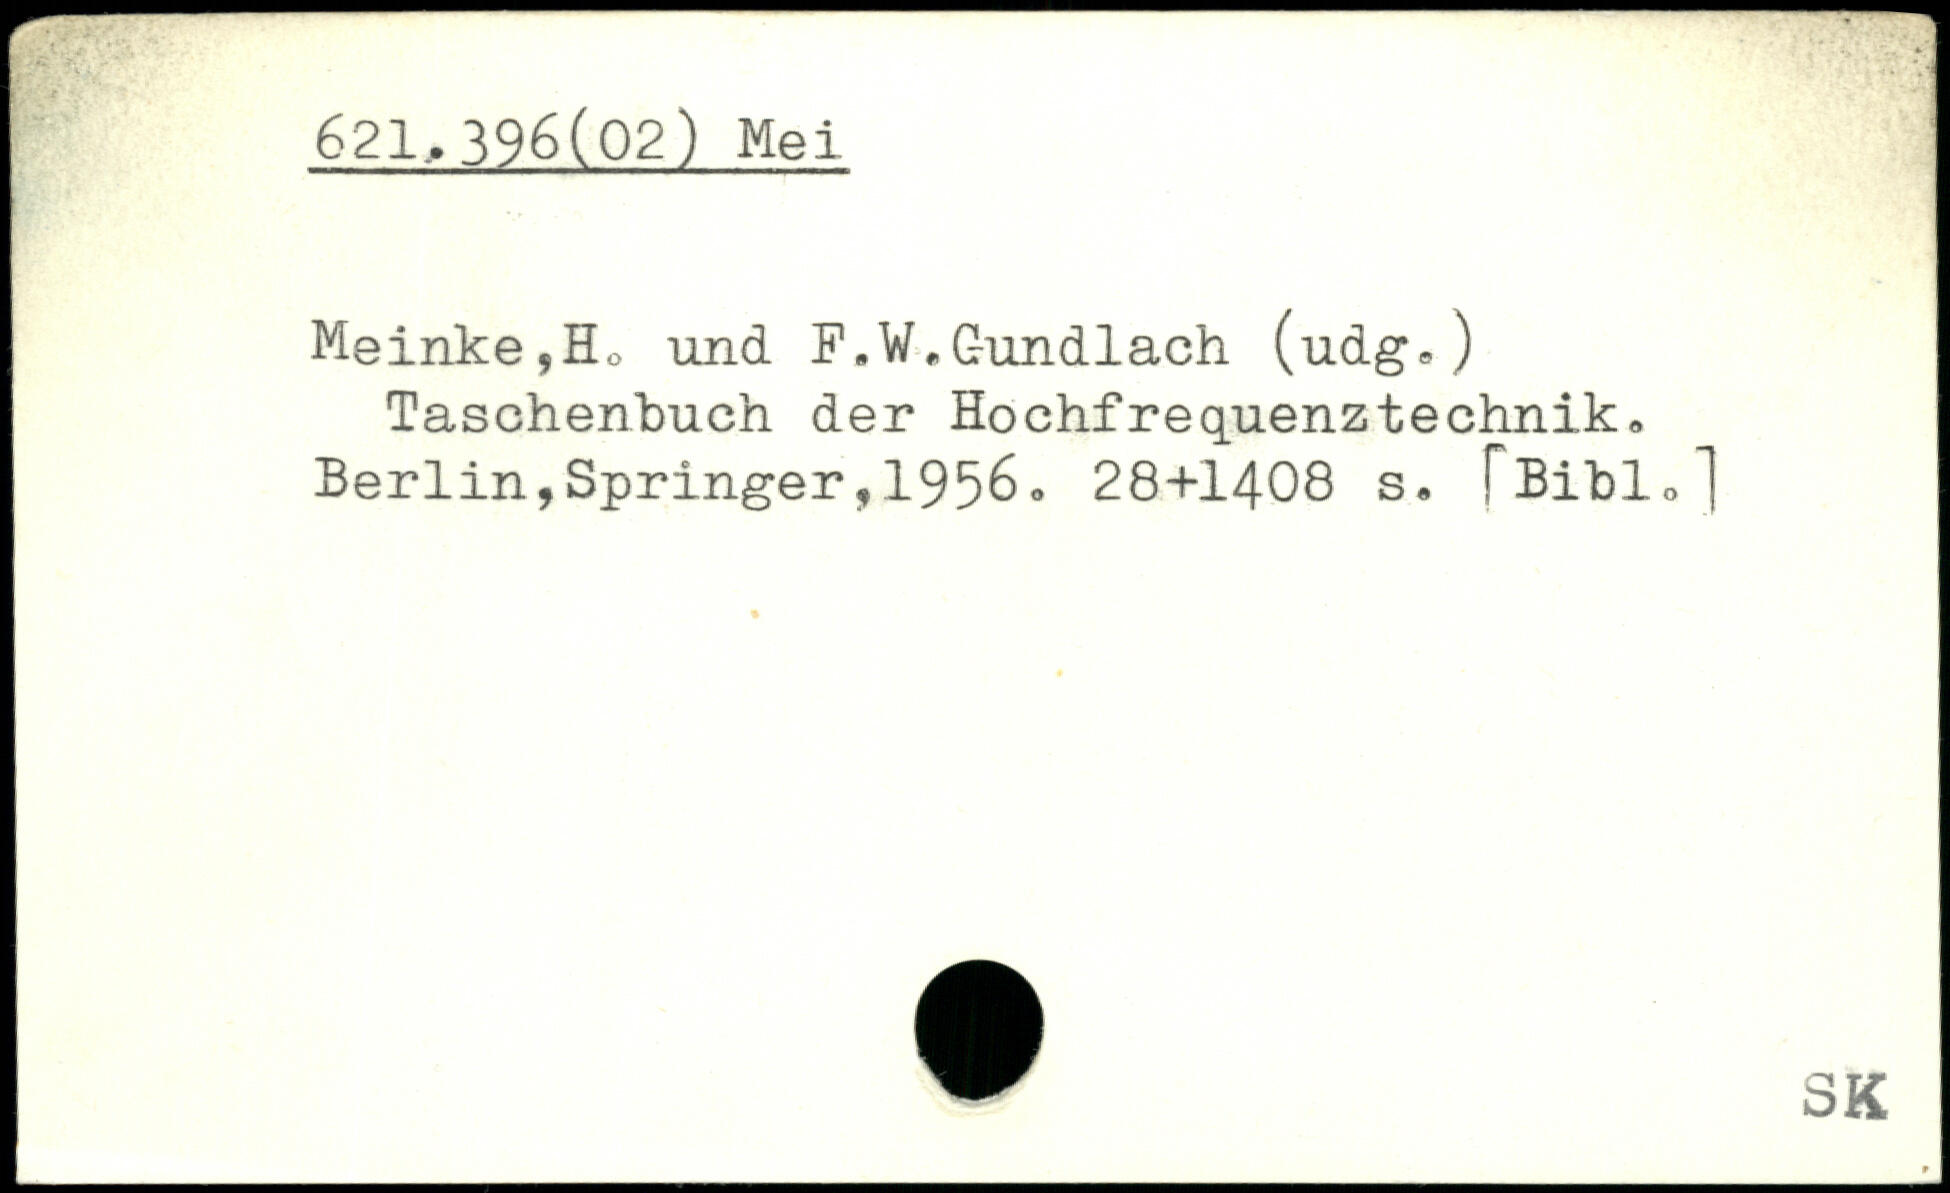 621.396(02) Mei
Meinke,H. und F.W.Gundlach (udg.)
Taschenbuch der Hochfrequenztechnik.
Berlin,Springer,1956. 28+1408 s. ⌈Bibl.⌉
SK